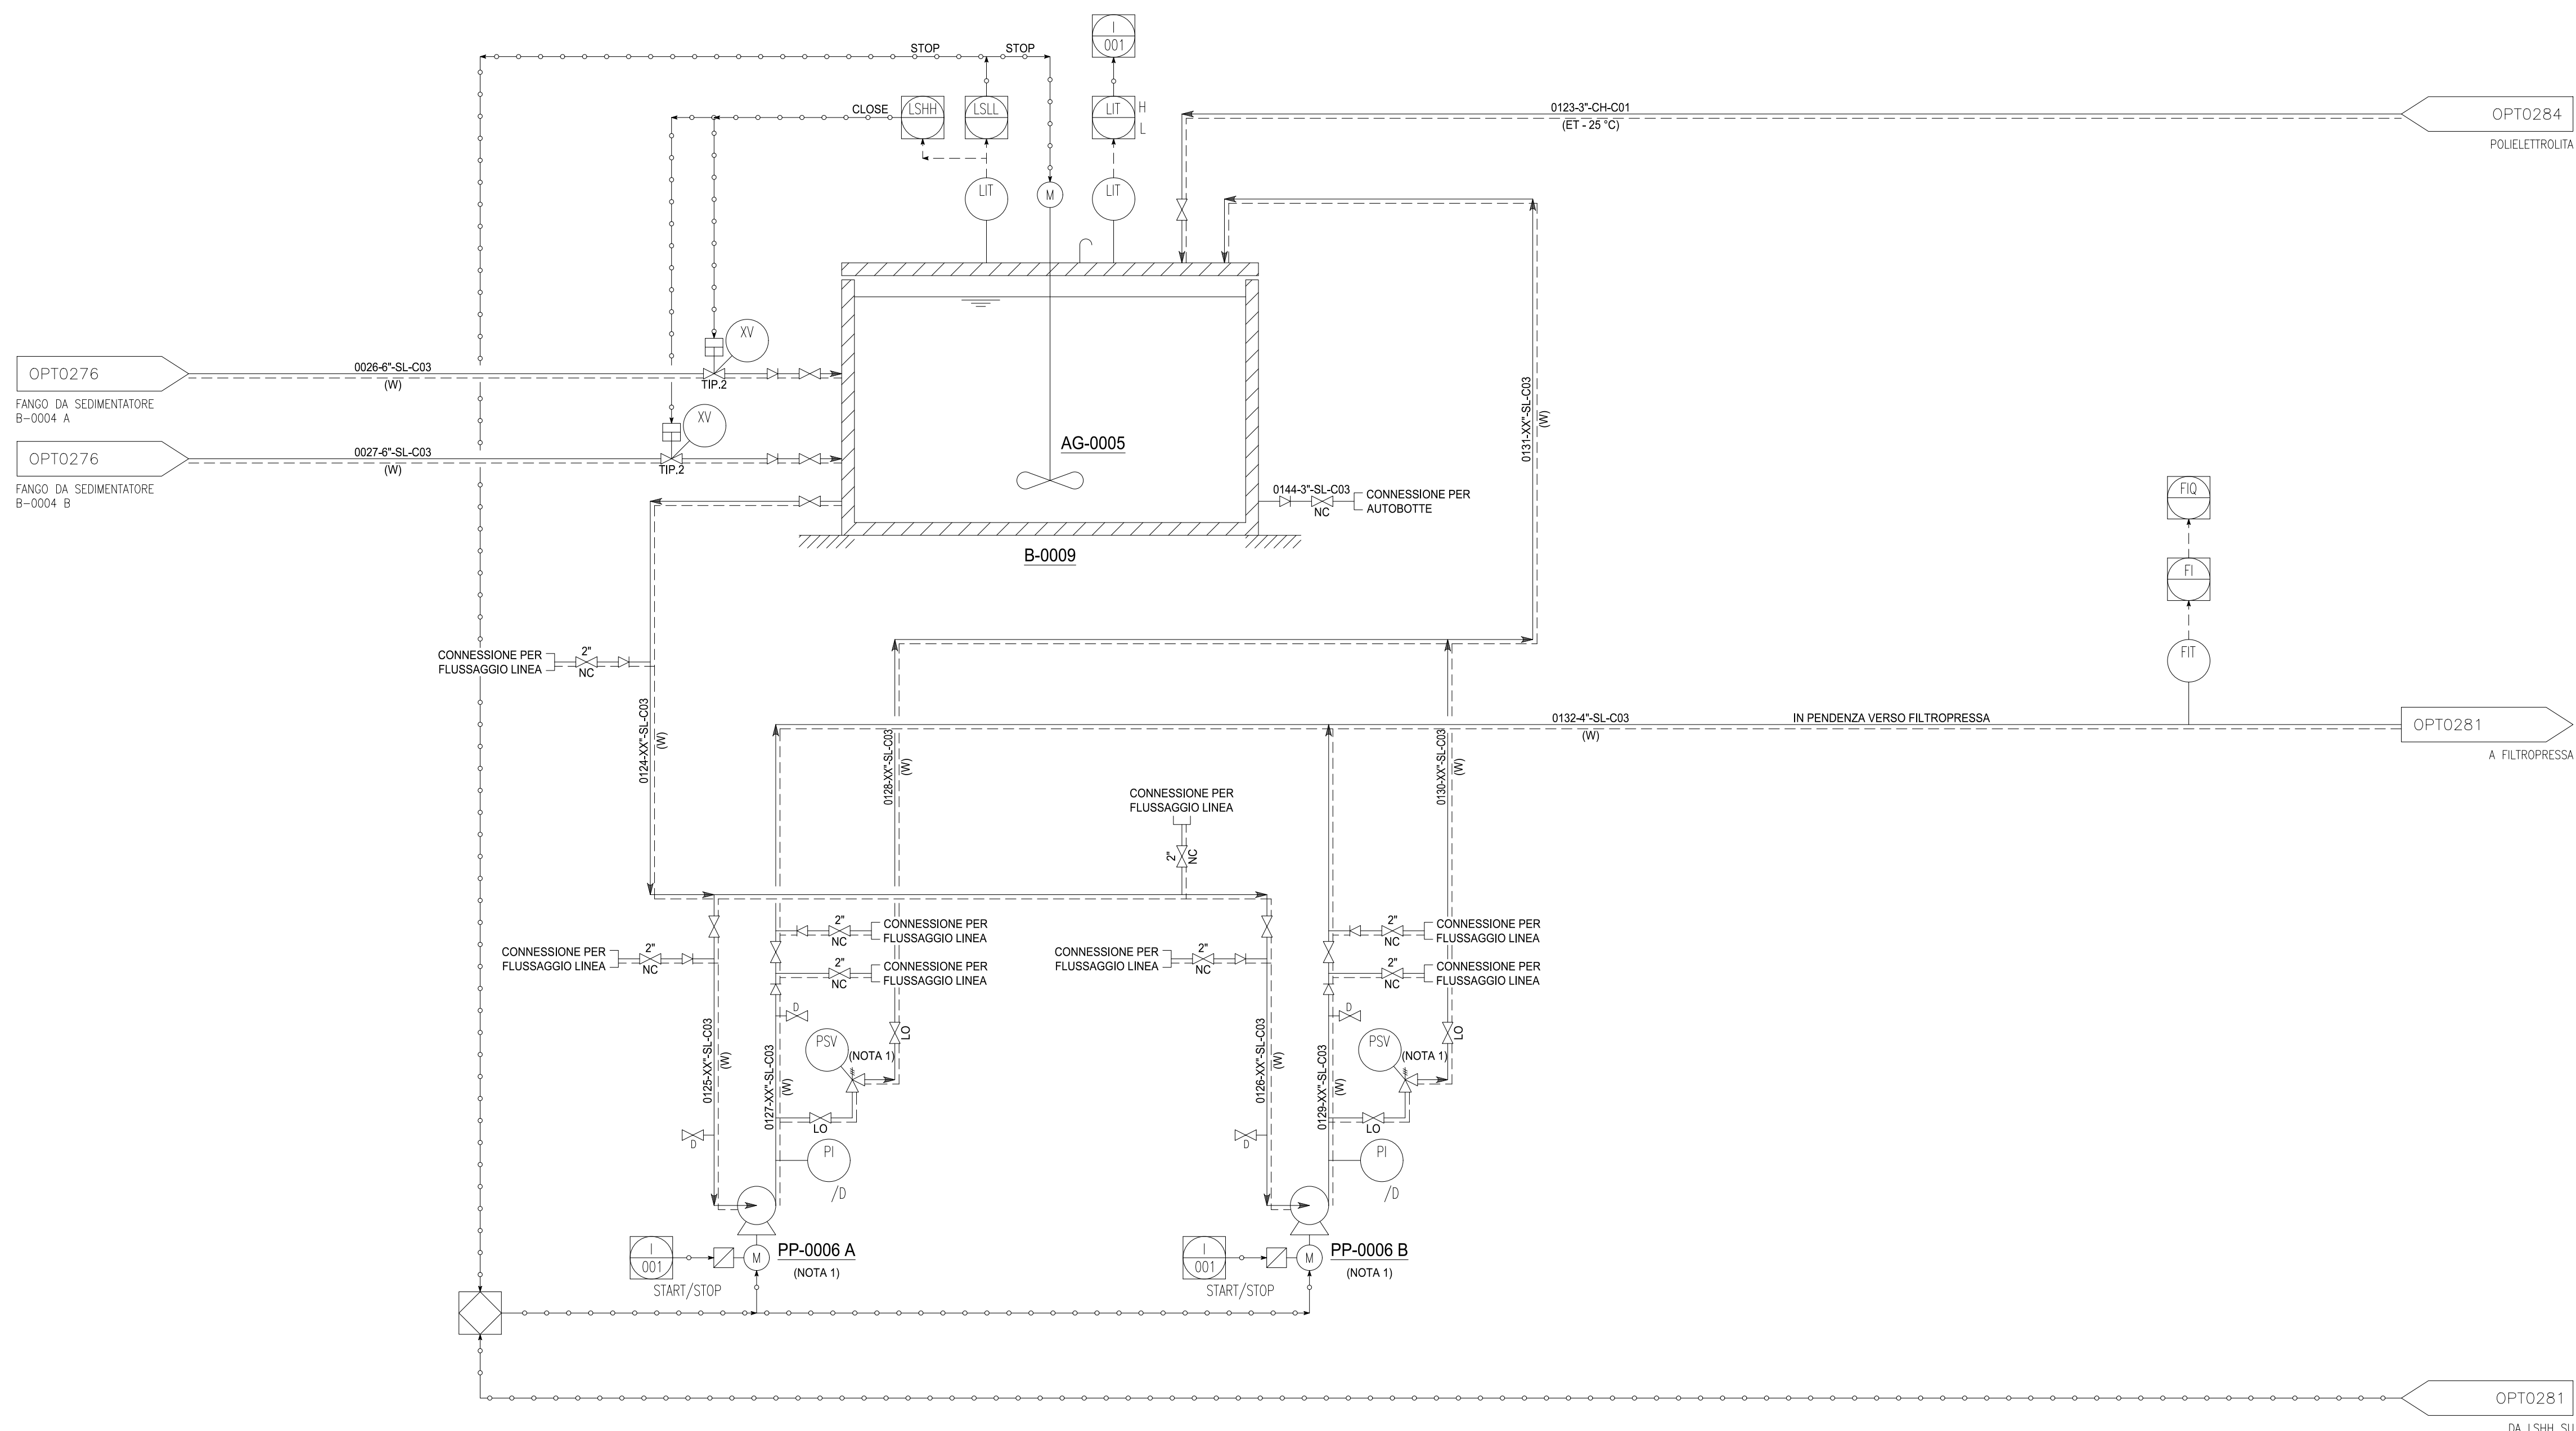 I
001
STOP
STOP
CLOSE
LSHH
LSLL
LIT
H
L
0123-3"-CH-C01
(ET - 25 °C)
OPT0284
POLIELETTROLITA
LIT
M
LIT
XV
TIP.2
OPT0276
0026-6"-SL-C03
(W)
FANGO DA SEDIMENTATORE
B-0004 A
XV
TIP.2
OPT0276
0027-6"-SL-C03
(W)
FANGO DA SEDIMENTATORE
B-0004 B
AG-0005
B-0009
0144-3"-SL-C03
NC
CONNESSIONE PER
AUTOBOTTE
0131-XX"-SL-C03
(W)
FIQ
FI
FIT
CONNESSIONE PER
FLUSSAGGIO LINEA
2"
NC
0124-XX"-SL-C03
(W)
0128-XX"-SL-C03
(W)
0132-4"-SL-C03
(W)
IN PENDENZA VERSO FILTROPRESSA
OPT0281
A FILTROPRESSA
0130-XX"-SL-C03
(W)
CONNESSIONE PER
FLUSSAGGIO LINEA
2"
NC
CONNESSIONE PER
FLUSSAGGIO LINEA
2"
NC
2"
NC
CONNESSIONE PER
FLUSSAGGIO LINEA
2"
NC
CONNESSIONE PER
FLUSSAGGIO LINEA
CONNESSIONE PER
FLUSSAGGIO LINEA
2"
NC
2"
NC
CONNESSIONE PER
FLUSSAGGIO LINEA
2"
NC
CONNESSIONE PER
FLUSSAGGIO LINEA
D
0125-XX"-SL-C03
(W)
0127-XX"-SL-C03
(W)
PSV
(NOTA 1)
LO
LO
D
PI
/D
D
0126-XX"-SL-C03
(W)
0129-XX"-SL-C03
(W)
PSV
(NOTA 1)
LO
LO
D
PI
/D
I
001
START/STOP
M
PP-0006 A
(NOTA 1)
I
001
START/STOP
M
PP-0006 B
(NOTA 1)
OPT0281
DA LSHH SU